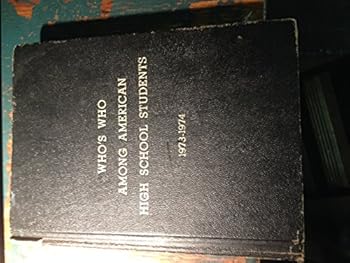 WHO'S WHO
AMONG AMERICAN
HIGH SCHOOL STUDENTS
1973-1974